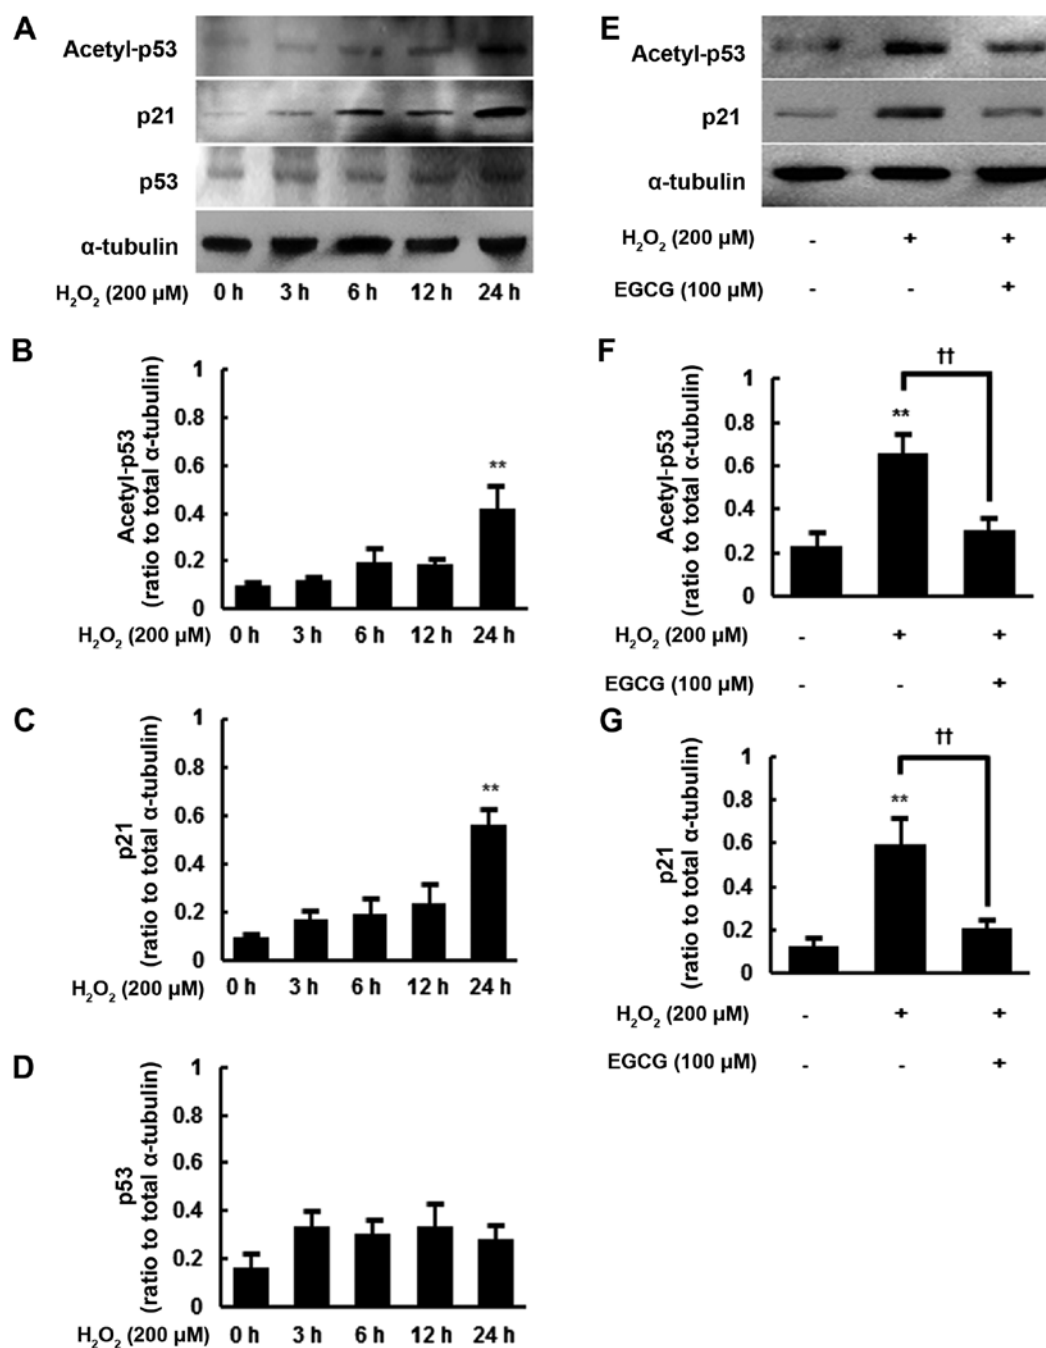 A
Acetyl-p53
p21
p53
α-tubulin
H₂O₂ (200 µM) 0 h 3 h 6 h 12 h 24 h
B
Acetyl-p53
(ratio to total α-tubulin)
1
0.8
0.6
0.4
0.2
0
**
H₂O₂ (200 µM) 0 h 3 h 6 h 12 h 24 h
C
p21
(ratio to total α-tubulin)
1
0.8
0.6
0.4
0.2
0
**
H₂O₂ (200 µM) 0 h 3 h 6 h 12 h 24 h
D
p53
(ratio to total α-tubulin)
1
0.8
0.6
0.4
0.2
0
H₂O₂ (200 µM) 0 h 3 h 6 h 12 h 24 h
E
Acetyl-p53
p21
α-tubulin
H₂O₂ (200 µM) - + +
EGCG (100 µM) - - +
F
Acetyl-p53
(ratio to total α-tubulin)
1
0.8
0.6
0.4
0.2
0
††
**
H₂O₂ (200 µM) - + +
EGCG (100 µM) - - +
G
p21
(ratio to total α-tubulin)
1
0.8
0.6
0.4
0.2
0
††
**
H₂O₂ (200 µM) - + +
EGCG (100 µM) - - +